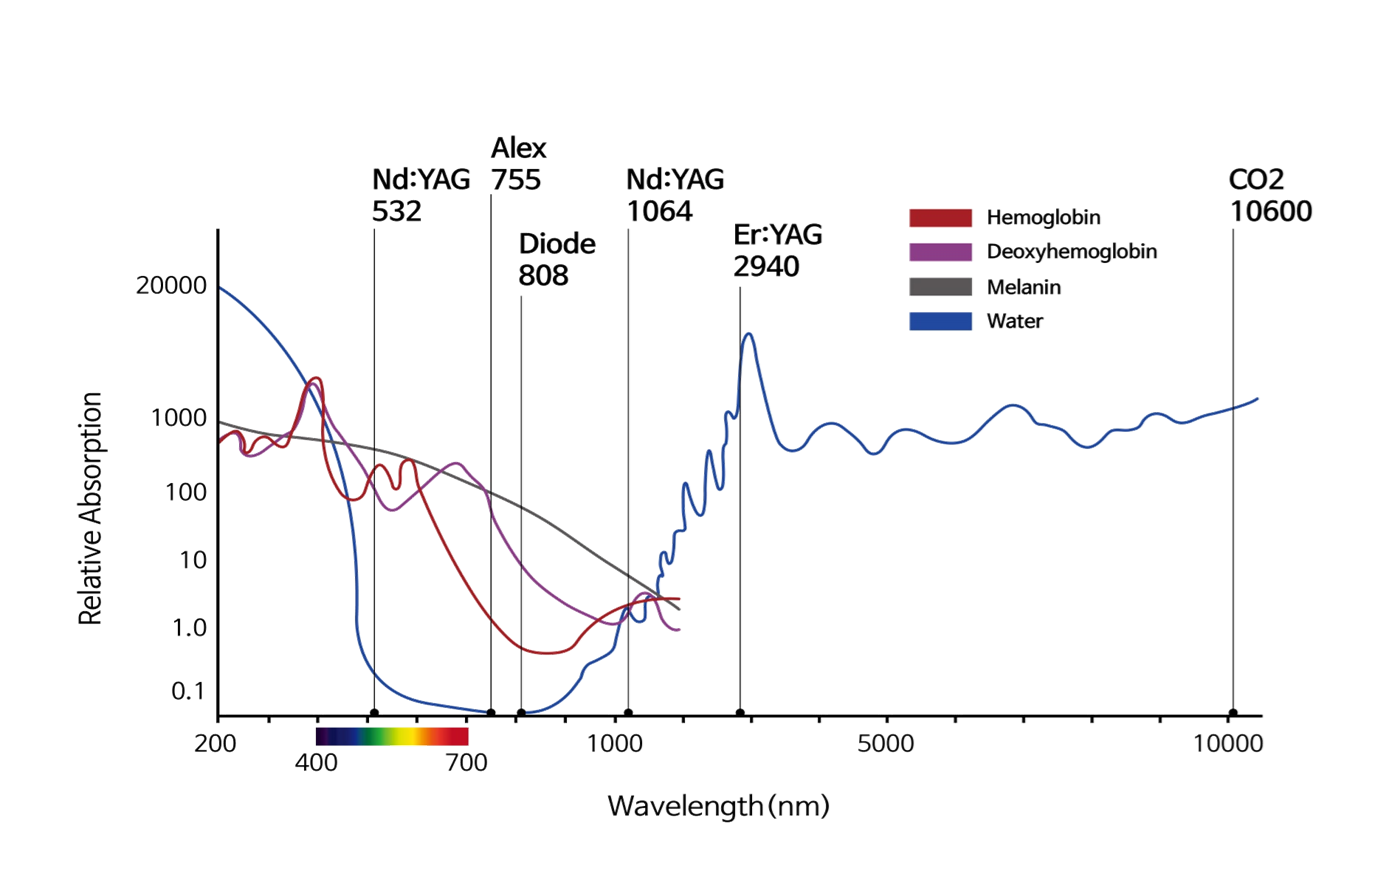 Alex
755
Nd:YAG
532
Nd:YAG
1064
CO2
10600
Diode
808
Er:YAG
2940
Hemoglobin
Deoxyhemoglobin
Melanin
Water
Relative Absorption
20000
1000
100
10
1.0
0.1
200
1000
5000
10000
400
700
Wavelength(nm)